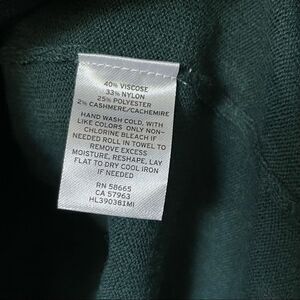 40% VISCOSE
33% NYLON
25% POLYESTER
2% CASHMERE/CACHEMIRE
HAND WASH COLD, WITH
LIKE COLORS ONLY NON-
CHLORINE BLEACH IF
NEEDED ROLL IN TOWEL TO
REMOVE EXCESS
MOISTURE, RESHAPE, LAY
FLAT TO DRY COOL IRON
IF NEEDED
RN 58665
CA 57963
HL390381MI